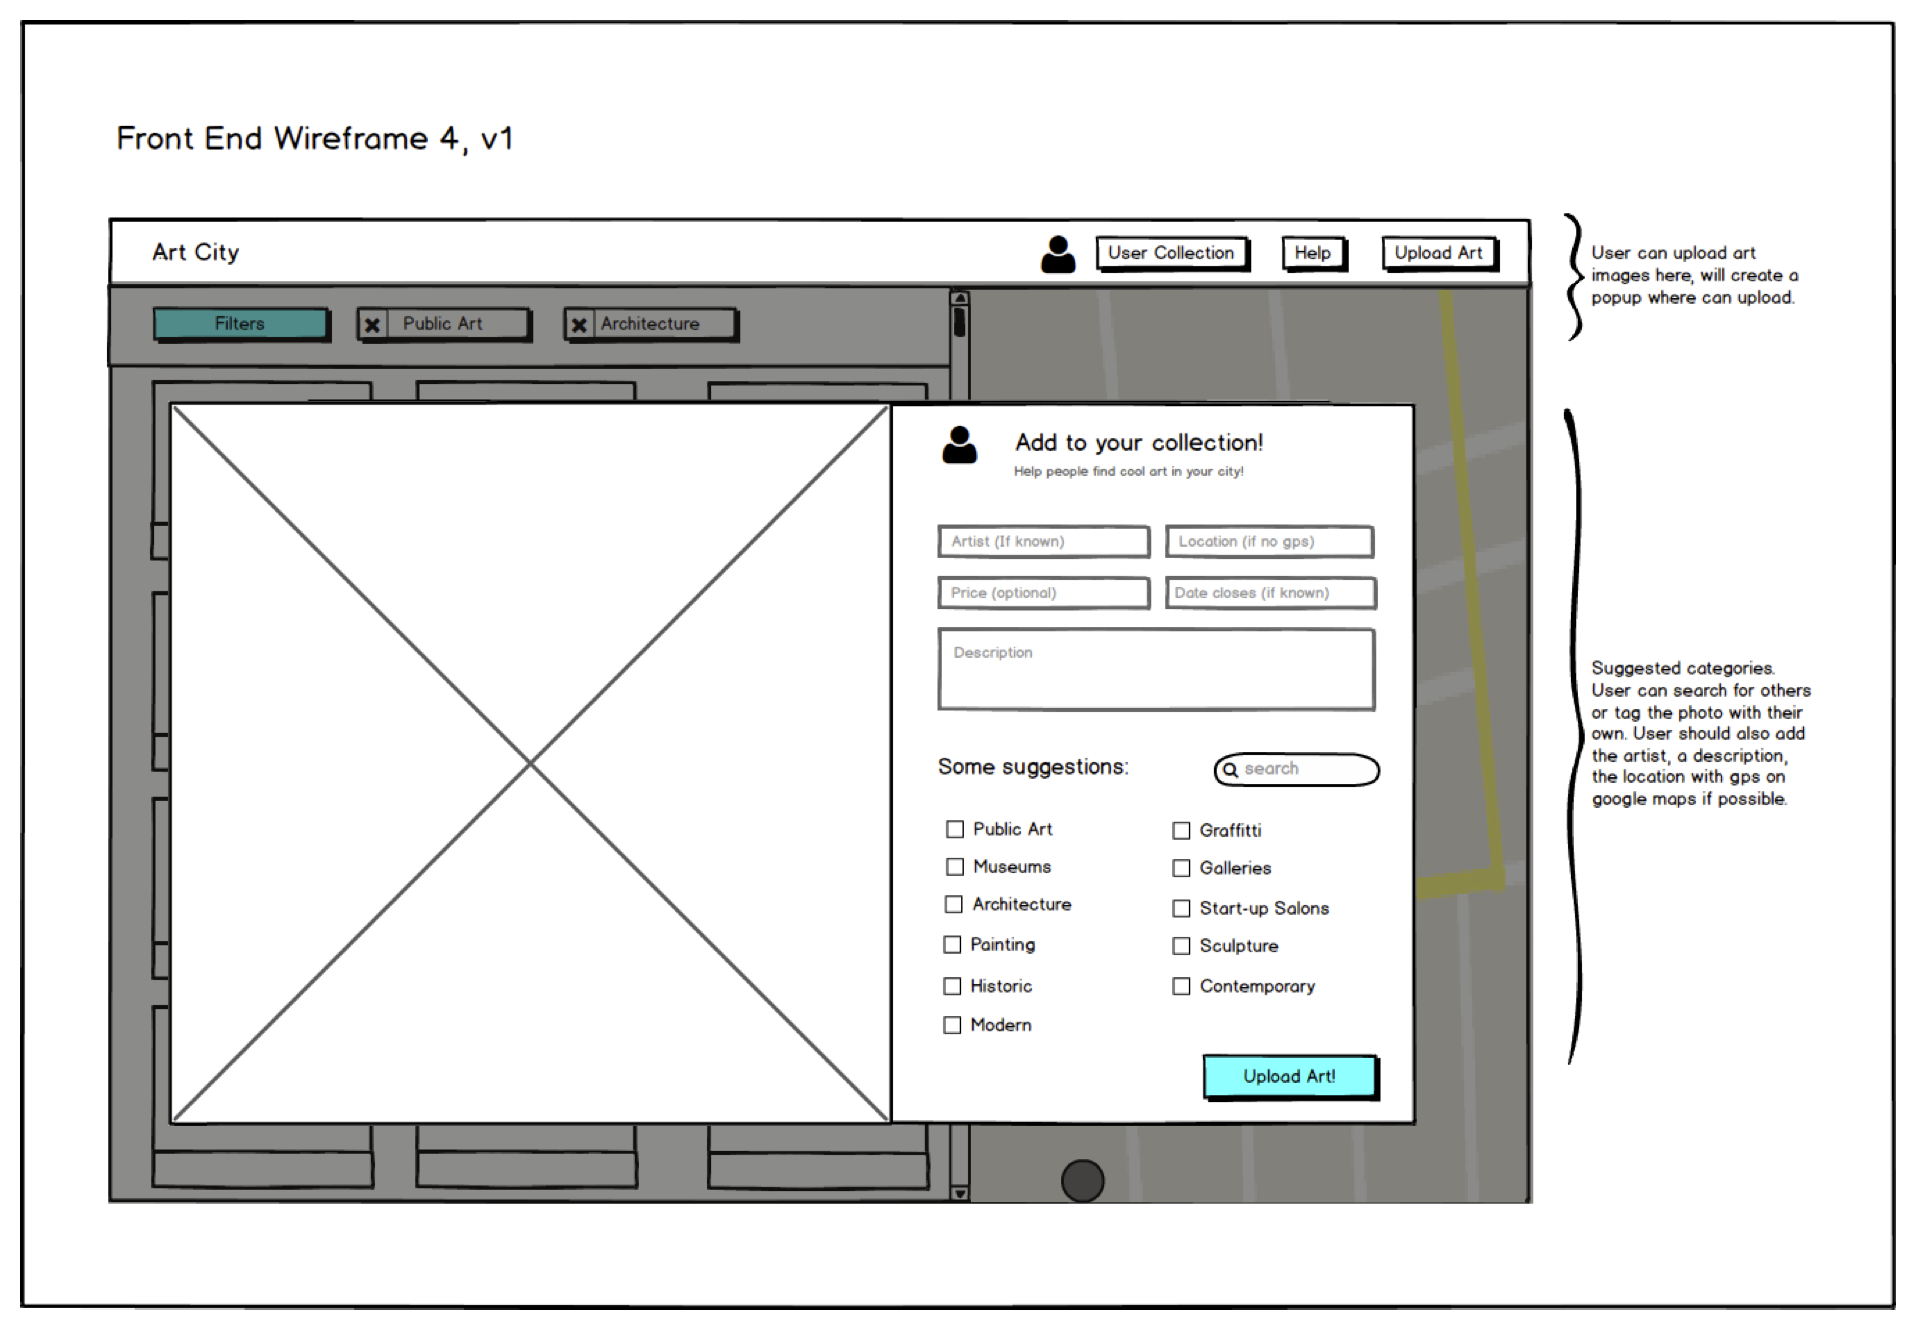 Front End Wireframe 4, v1
Art City
User Collection
Help
Upload Art
User can upload art
images here, will create a
popup where can upload.
Filters
Public Art
Architecture
Add to your collection!
Help people find cool art in your city!
Artist (If known)
Location (if no gps)
Price (optional)
Date closes (if known)
Description
Some suggestions:
search
Public Art
Graffitti
Museums
Galleries
Architecture
Start-up Salons
Painting
Sculpture
Historic
Contemporary
Modern
Upload Art!
Suggested categories.
User can search for others
or tag the photo with their
own. User should also add
the artist, a description,
the location with gps on
google maps if possible.